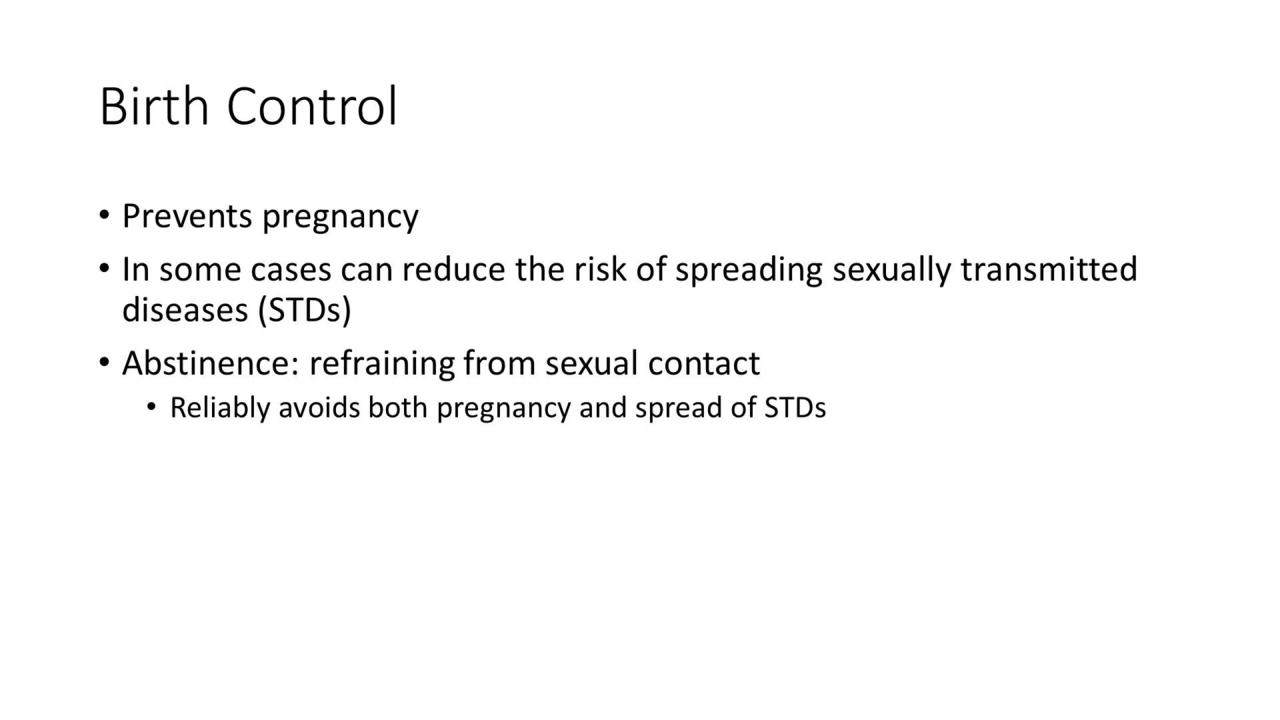 Birth Control
• Prevents pregnancy
• In some cases can reduce the risk of spreading sexually transmitted
diseases (STDs)
• Abstinence: refraining from sexual contact
• Reliably avoids both pregnancy and spread of STDs